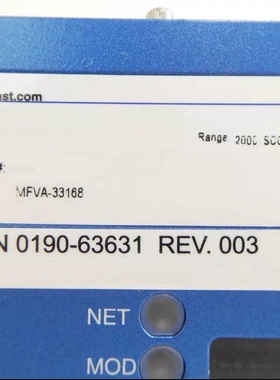 st.com
Range 2000 SCC
#:
MFVA-33168
N 0190-63631 REV. 003
NET
MOD